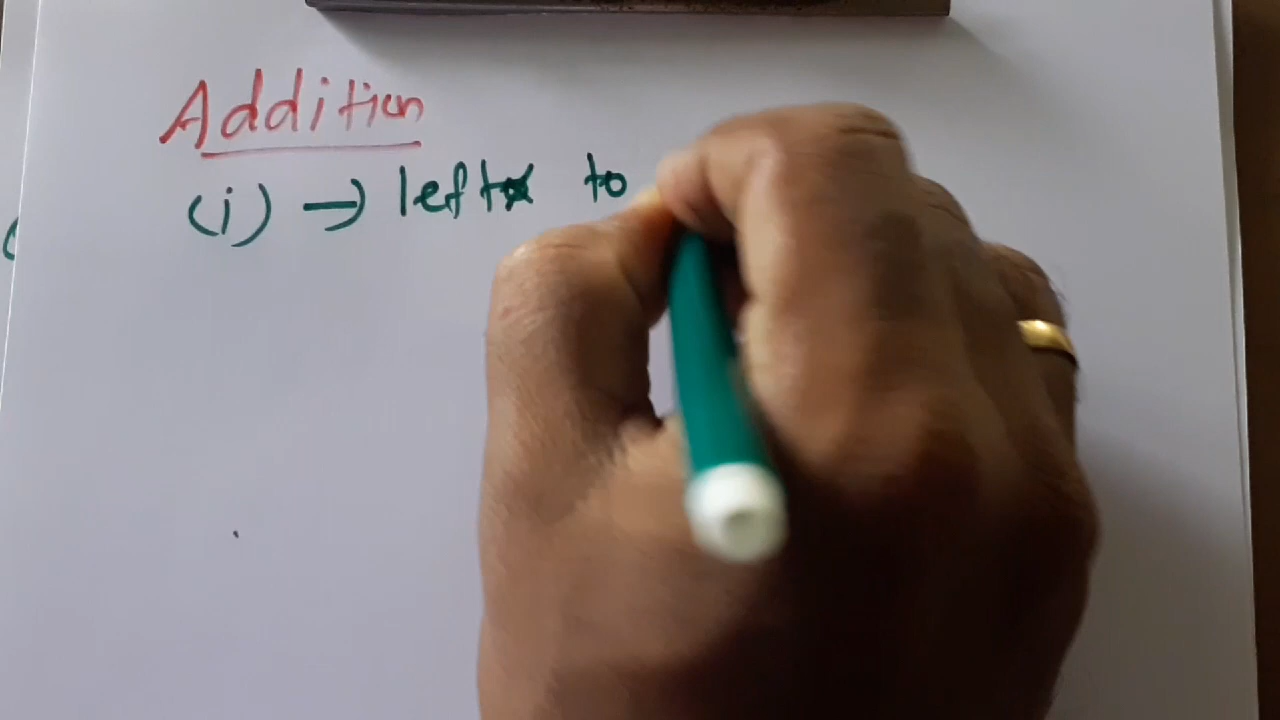 Addition
(i) → left to